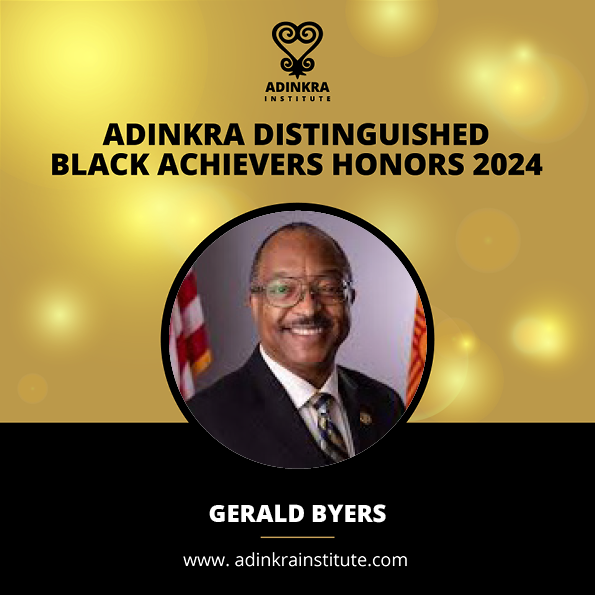 ADINKRA
INSTITUTE
ADINKRA DISTINGUISHED
BLACK ACHIEVERS HONORS 2024
GERALD BYERS
www. adinkrainstitute.com